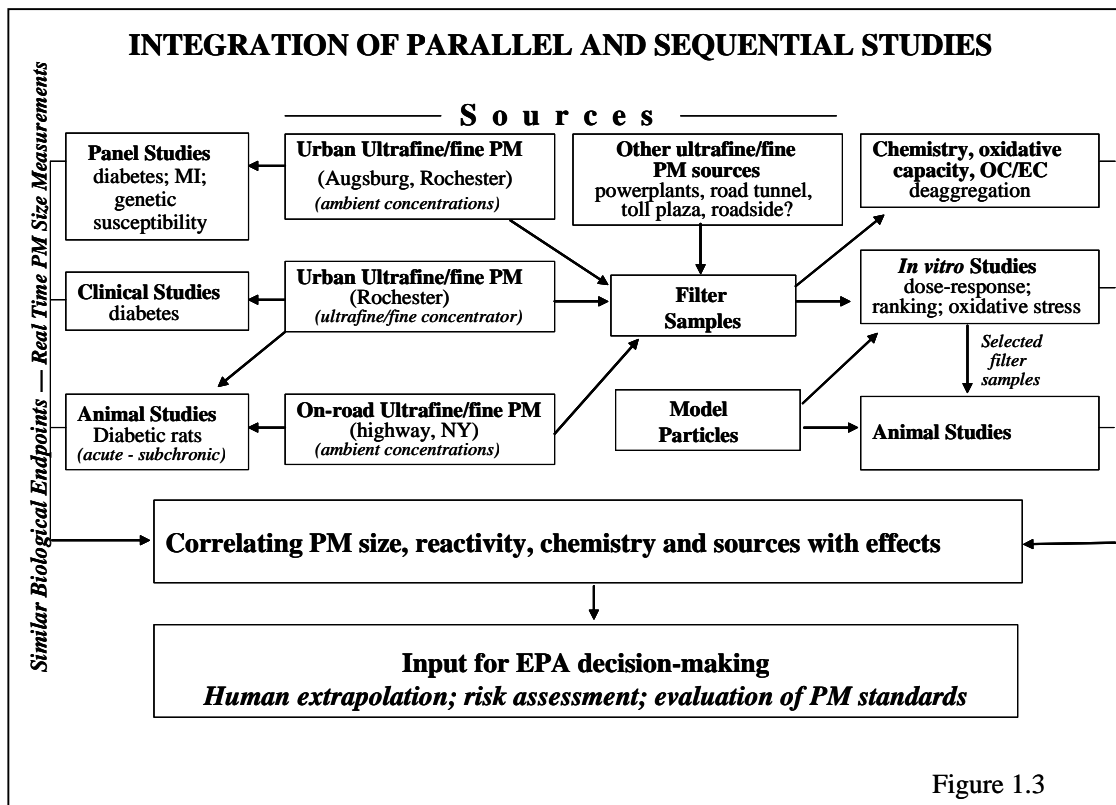 INTEGRATION OF PARALLEL AND SEQUENTIAL STUDIES
Similar Biological Endpoints — Real Time PM Size Measurements
Sources
Panel Studies
diabetes; MI;
genetic
susceptibility
Urban Ultrafine/fine PM
(Augsburg, Rochester)
(ambient concentrations)
Other ultrafine/fine
PM sources
powerplants, road tunnel,
toll plaza, roadside?
Chemistry, oxidative
capacity, OC/EC
deaggregation
Clinical Studies
diabetes
Urban Ultrafine/fine PM
(Rochester)
(ultrafine/fine concentrator)
Filter
Samples
In vitro Studies
dose-response;
ranking; oxidative stress
Selected
filter
samples
Animal Studies
Diabetic rats
(acute - subchronic)
On-road Ultrafine/fine PM
(highway, NY)
(ambient concentrations)
Model
Particles
Animal Studies
Correlating PM size, reactivity, chemistry and sources with effects
Input for EPA decision-making
Human extrapolation; risk assessment; evaluation of PM standards
Figure 1.3